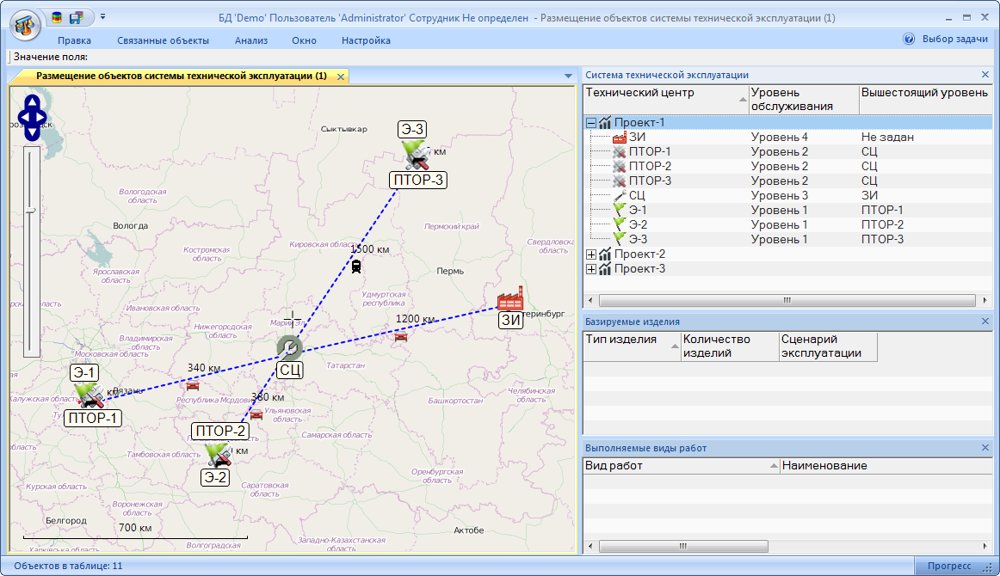 БД 'Demo' Пользователь 'Administrator' Сотрудник Не определен - Размещение объектов системы технической эксплуатации (1)
Правка Связанные объекты Анализ Окно Настройка Выбор задачи
Значение поля:
Размещение объектов системы технической эксплуатации (1)
Сыктывкар
Э-3
км
ПТОР-3
Вологодская
область
Вологда
Пермский край
Свердловская
область
Костромская
область
Кировская область
1500 км
Ярославская
область
Пермь
Удмуртская
республика
Ивановская область
ЗИ
теринбург
Нижегородская
область
Марий Эл
1200 км
Владимирская
область
Московская область
СЦ
Татарстан
340 км
Э-1
км
Рязань
Калужская область
Республика Мордовия
380 км
Ульяновская
область
Башкортостан
Челябинская
область
ПТОР-1
ПТОР-2
Самарская область
Тамбовская область
км
Э-2
Оренбургская
область
Саратовская
область
Курская область
Воронежская
область
Белгород
700 км
Актобе
Харківська область
Волгоградская
Западно-Казахстанская
область
Система технической эксплуатации
Технический центр Уровень обслуживания Вышестоящий уровень
Проект-1
ЗИ Уровень 4 Не задан
ПТОР-1 Уровень 2 СЦ
ПТОР-2 Уровень 2 СЦ
ПТОР-3 Уровень 2 СЦ
СЦ Уровень 3 ЗИ
Э-1 Уровень 1 ПТОР-1
Э-2 Уровень 1 ПТОР-2
Э-3 Уровень 1 ПТОР-3
Проект-2
Проект-3
Базируемые изделия
Тип изделия Количество изделий Сценарий эксплуатации
Выполняемые виды работ
Вид работ Наименование
Объектов в таблице: 11 Прогресс